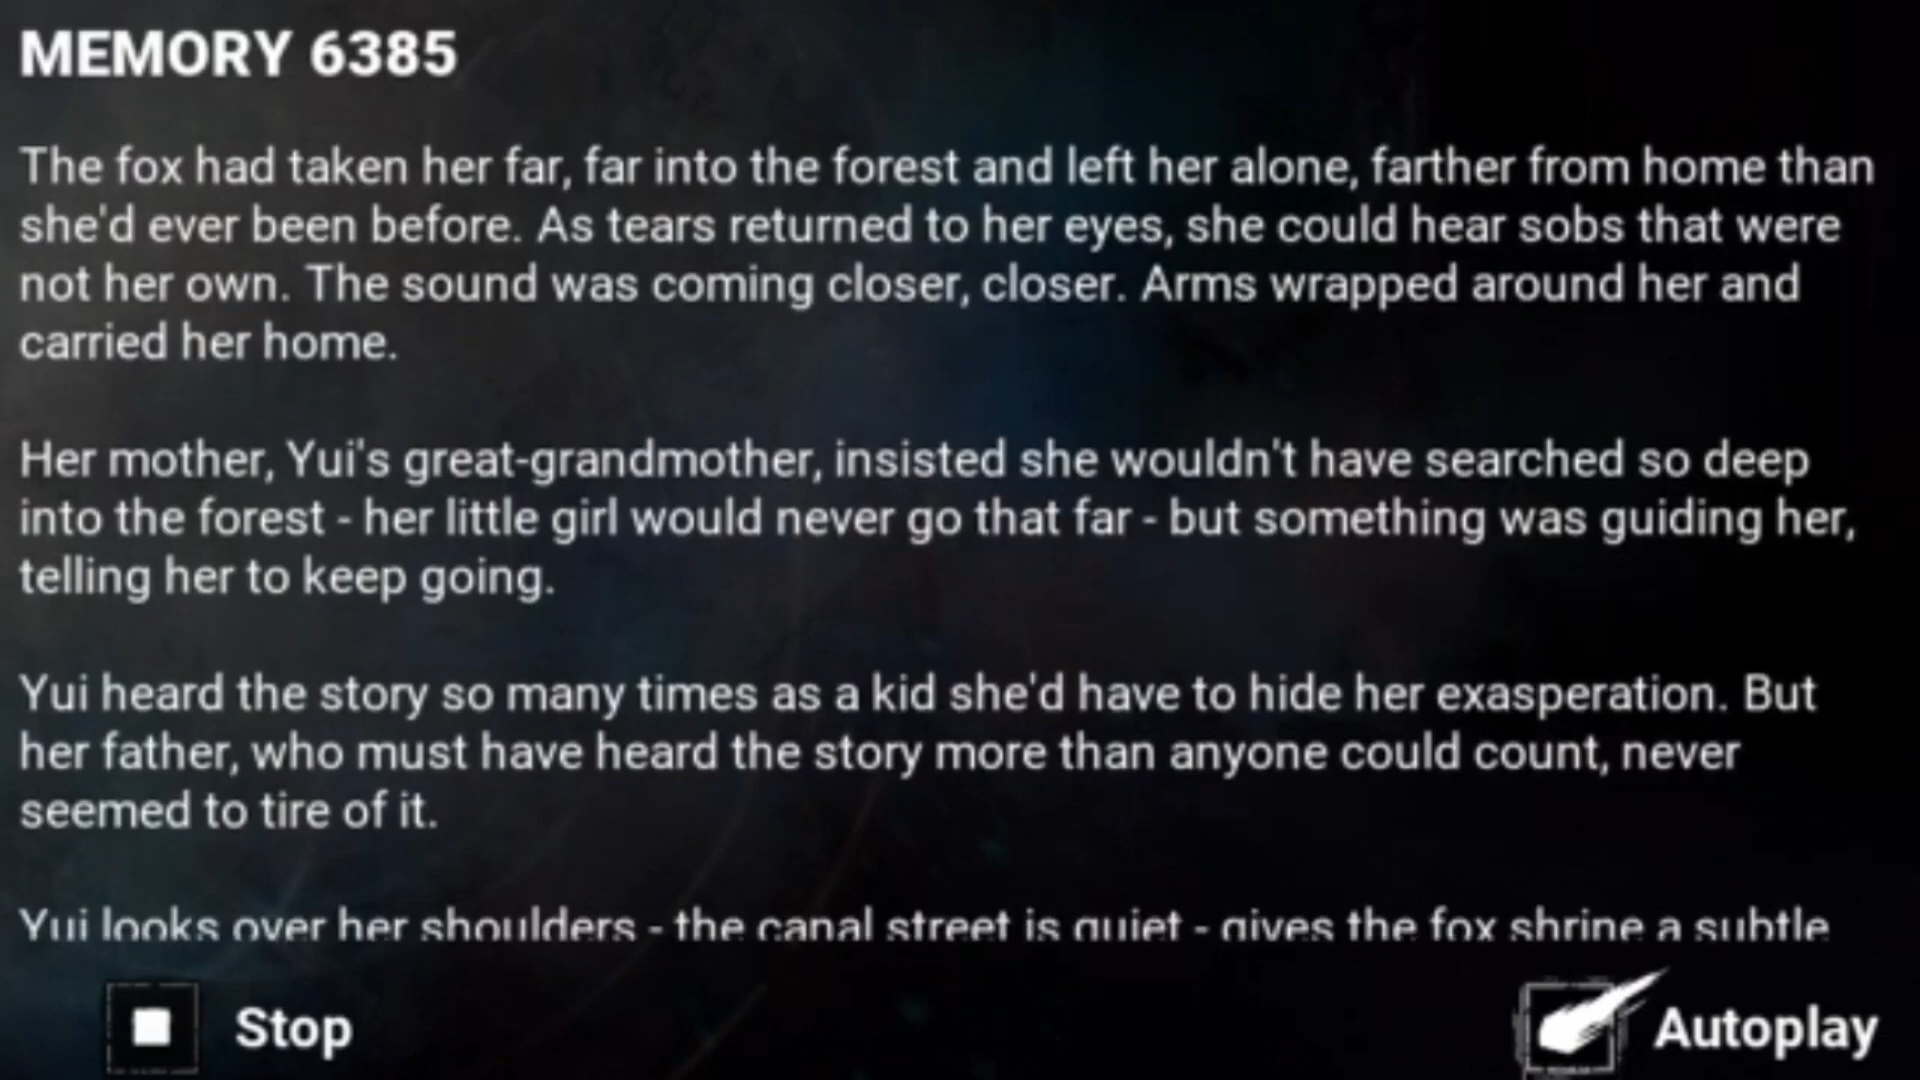 MEMORY 6385
The fox had taken her far, far into the forest and left her alone, farther from home than
she'd ever been before. As tears returned to her eyes, she could hear sobs that were
not her own. The sound was coming closer, closer. Arms wrapped around her and
carried her home.
Her mother, Yui's great-grandmother, insisted she wouldn't have searched so deep
into the forest - her little girl would never go that far - but something was guiding her,
telling her to keep going.
Yui heard the story so many times as a kid she'd have to hide her exasperation. But
her father, who must have heard the story more than anyone could count, never
seemed to tire of it.
Yui looks over her shoulders - the canal street is quiet - gives the fox shrine a subtle
Stop
Autoplay